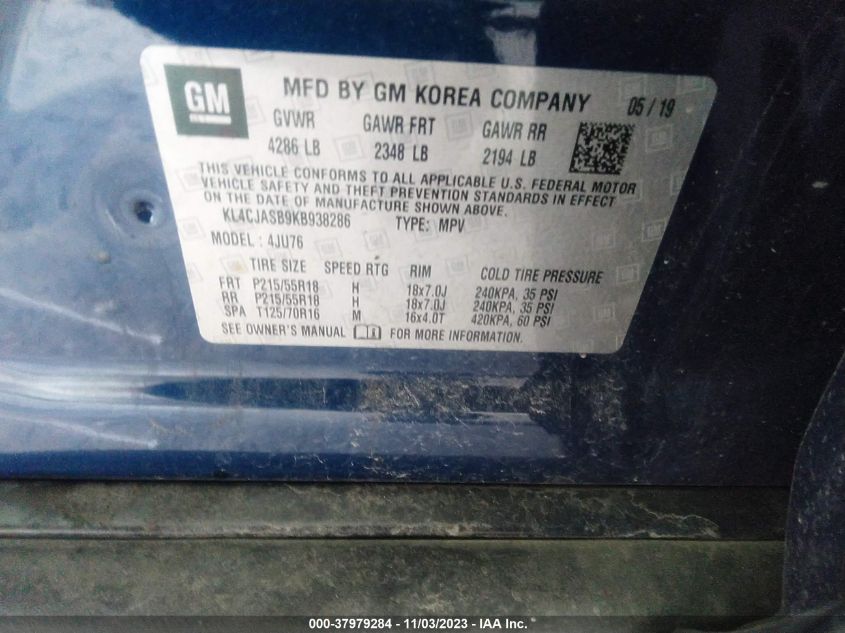 GM
MFD BY GM KOREA COMPANY 05 / 19
GVWR GAWR FRT GAWR RR
4286 LB 2348 LB 2194 LB
THIS VEHICLE CONFORMS TO ALL APPLICABLE U.S. FEDERAL MOTOR
VEHICLE SAFETY AND THEFT PREVENTION STANDARDS IN EFFECT
ON THE DATE OF MANUFACTURE SHOWN ABOVE.
KL4CJASB9KB938286 TYPE: MPV
MODEL : 4JU76
TIRE SIZE SPEED RTG RIM COLD TIRE PRESSURE
FRT P215/55R18 H 18x7.0J 240KPA, 35 PSI
RR P215/55R18 H 18x7.0J 240KPA, 35 PSI
SPA T125/70R16 M 16x4.0T 420KPA, 60 PSI
SEE OWNER'S MANUAL FOR MORE INFORMATION.
000-37979284 - 11/03/2023 - © IAA Inc.